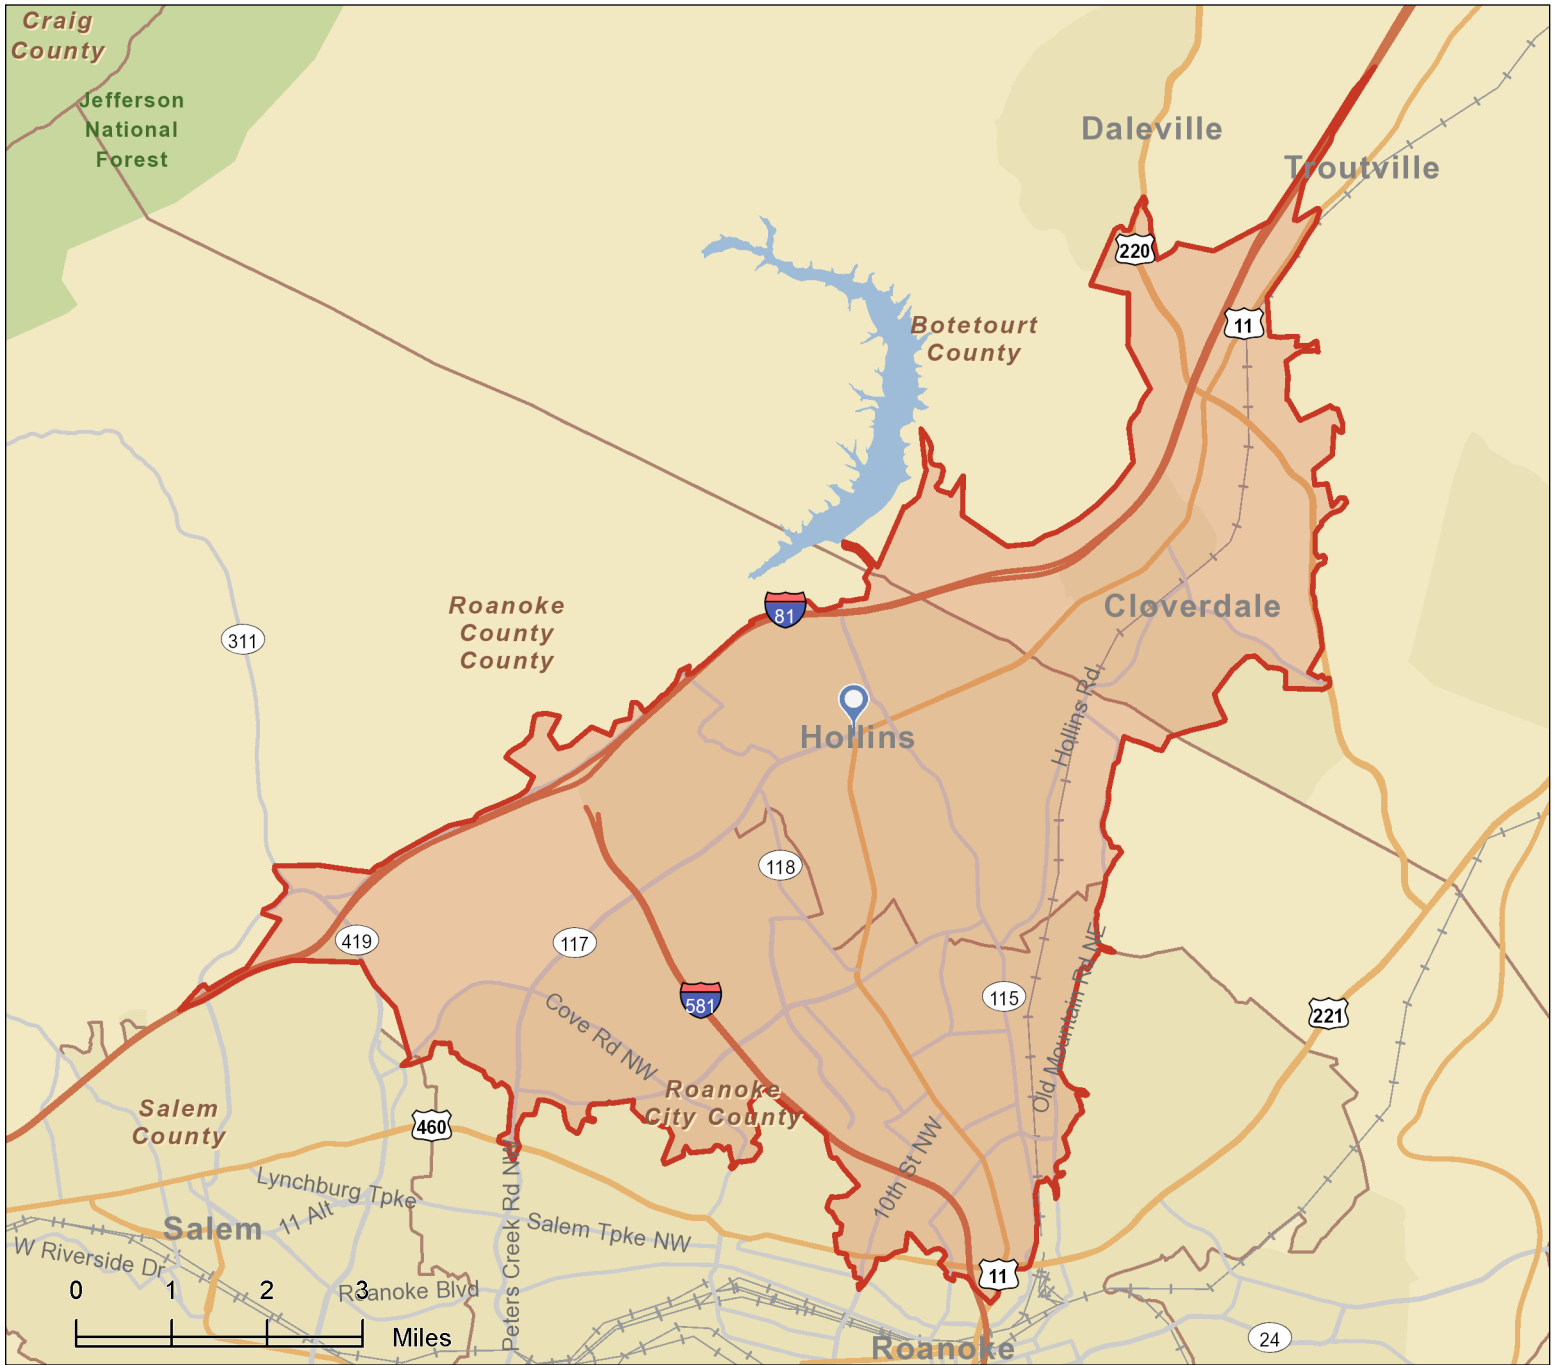 Craig
County
Jefferson
National
Forest
Daleville
Troutville
220
11
Botetourt
County
81
Roanoke
County
County
311
Cloverdale
Hollins
Hollins Rd
118
419
117
115
581
221
Cove Rd NW
Old Mountain Rd NE
Roanoke
City County
Salem
County
460
10th St NW
Lynchburg Tpke
11 Alt
Salem
Salem Tpke NW
Peters Creek Rd NW
W Riverside Dr
Roanoke Blvd
11
0 1 2 3
Miles
Roanoke
24